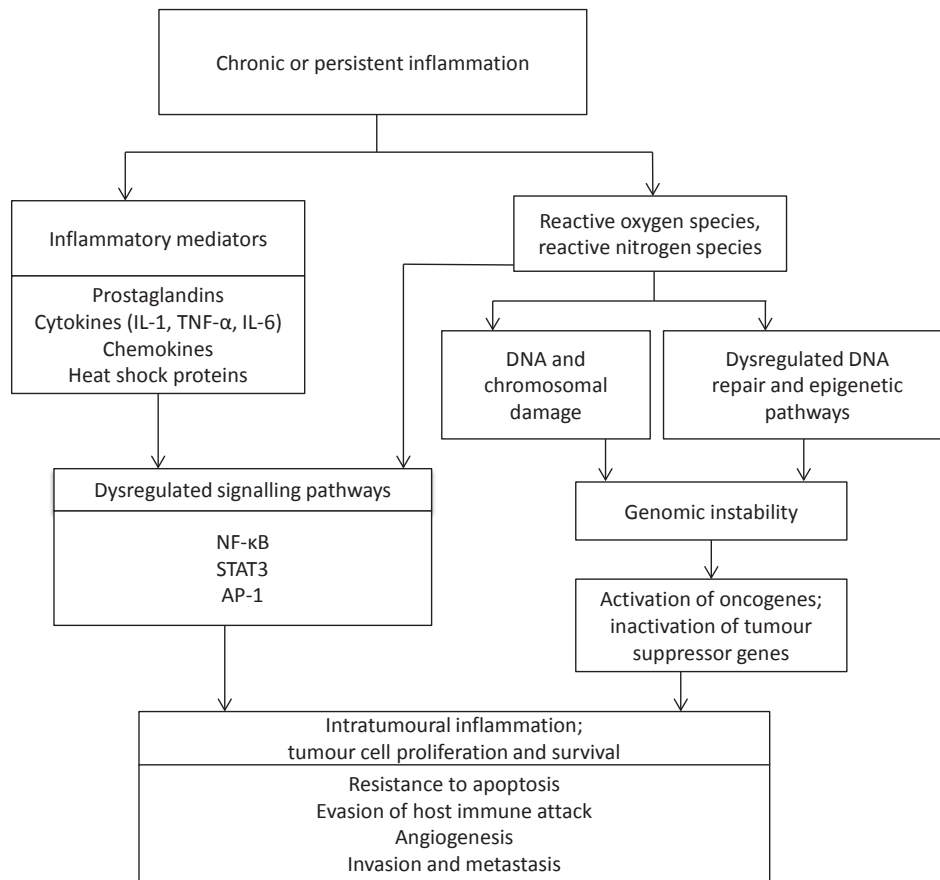 Chronic or persistent inflammation
Inflammatory mediators
Prostaglandins
Cytokines (IL-1, TNF-α, IL-6)
Chemokines
Heat shock proteins
Reactive oxygen species,
reactive nitrogen species
DNA and
chromosomal
damage
Dysregulated DNA
repair and epigenetic
pathways
Dysregulated signalling pathways
NF-κB
STAT3
AP-1
Genomic instability
Activation of oncogenes;
inactivation of tumour
suppressor genes
Intratumoural inflammation;
tumour cell proliferation and survival
Resistance to apoptosis
Evasion of host immune attack
Angiogenesis
Invasion and metastasis